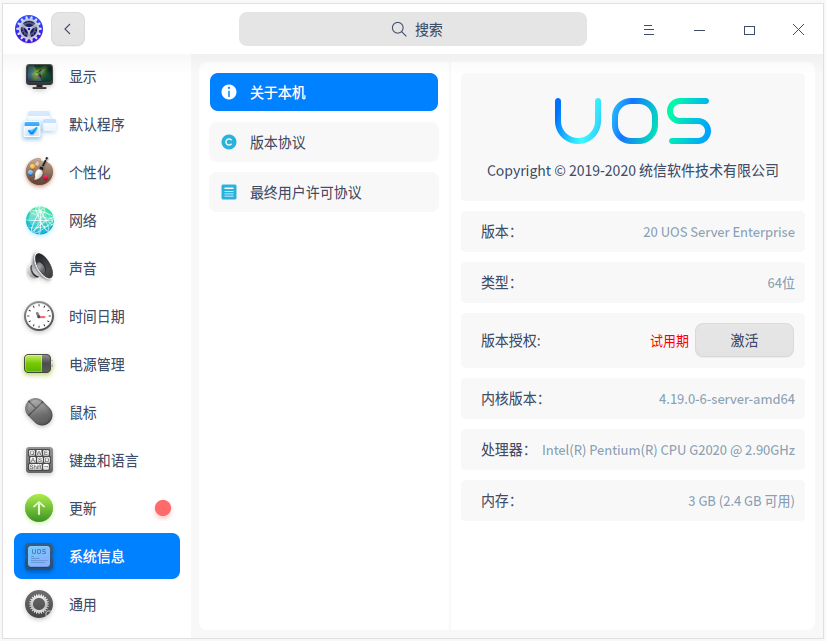 搜索
显示
默认程序
个性化
网络
声音
时间日期
电源管理
鼠标
键盘和语言
更新
系统信息
通用
关于本机
版本协议
最终用户许可协议
UOS
Copyright © 2019-2020 统信软件技术有限公司
版本： 20 UOS Server Enterprise
类型： 64位
版本授权: 试用期 激活
内核版本： 4.19.0-6-server-amd64
处理器： Intel(R) Pentium(R) CPU G2020 @ 2.90GHz
内存： 3 GB (2.4 GB 可用)